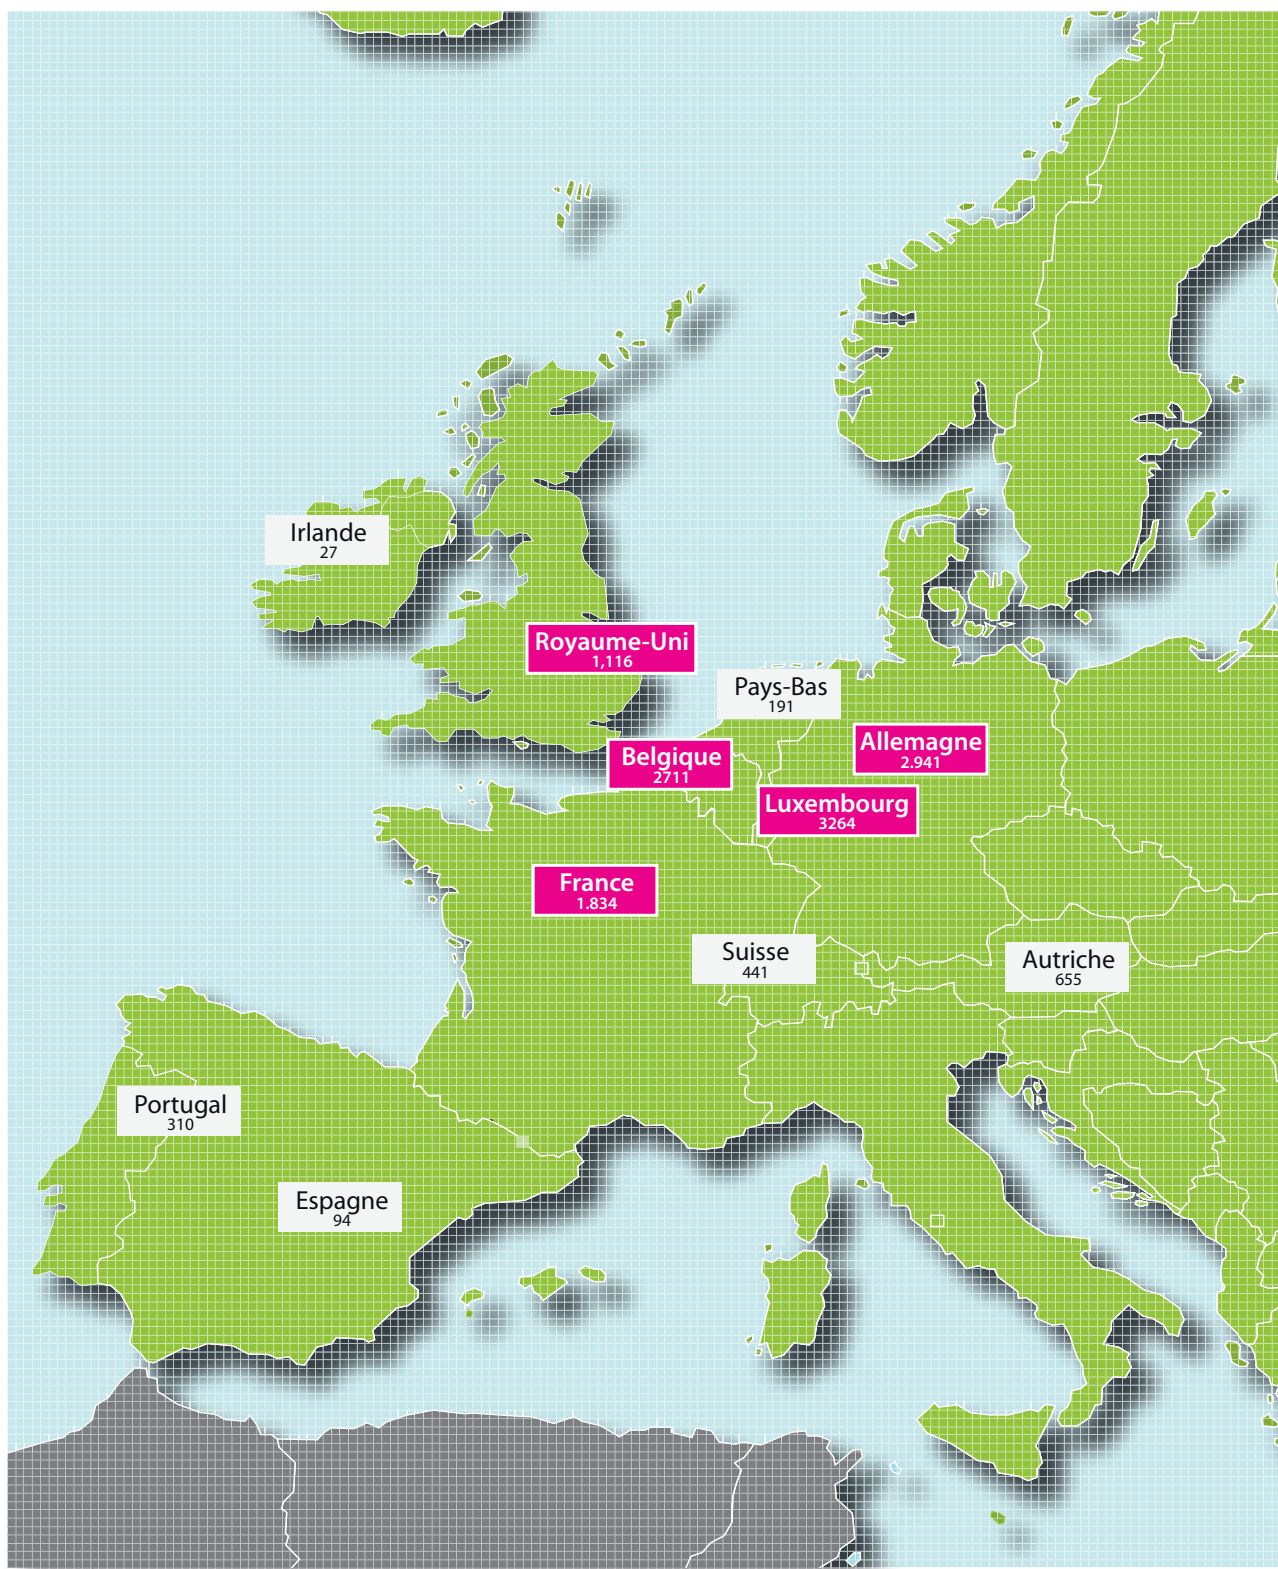 Irlande
27
Royaume-Uni
1,116
Pays-Bas
191
Allemagne
2.941
Belgique
2711
Luxembourg
3264
France
1.834
Suisse
441
Autriche
655
Portugal
310
Espagne
94